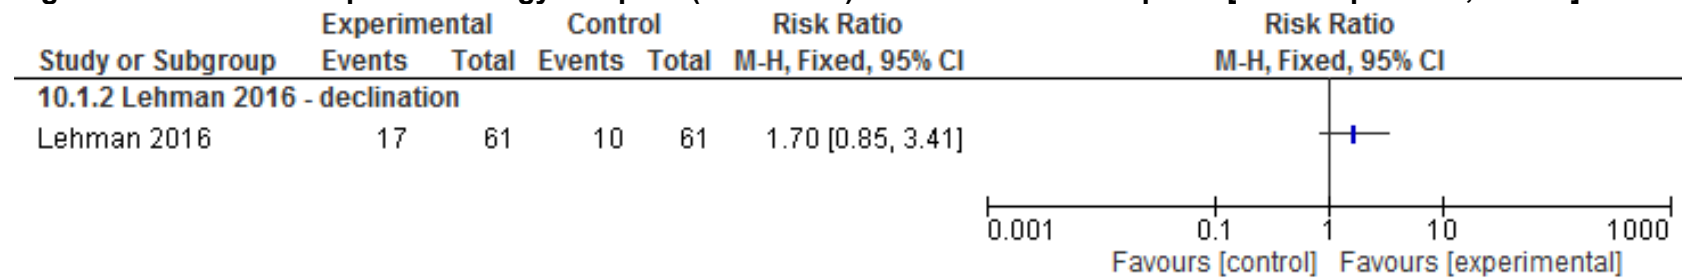 Experimental Control Risk Ratio Risk Ratio
Study or Subgroup Events Total Events Total M-H, Fixed, 95% CI M-H, Fixed, 95% CI
10.1.2 Lehman 2016 - declination
Lehman 2016 17 61 10 61 1.70 [0.85, 3.41]
0.001 0.1 1 10 1000
Favours [control] Favours [experimental]